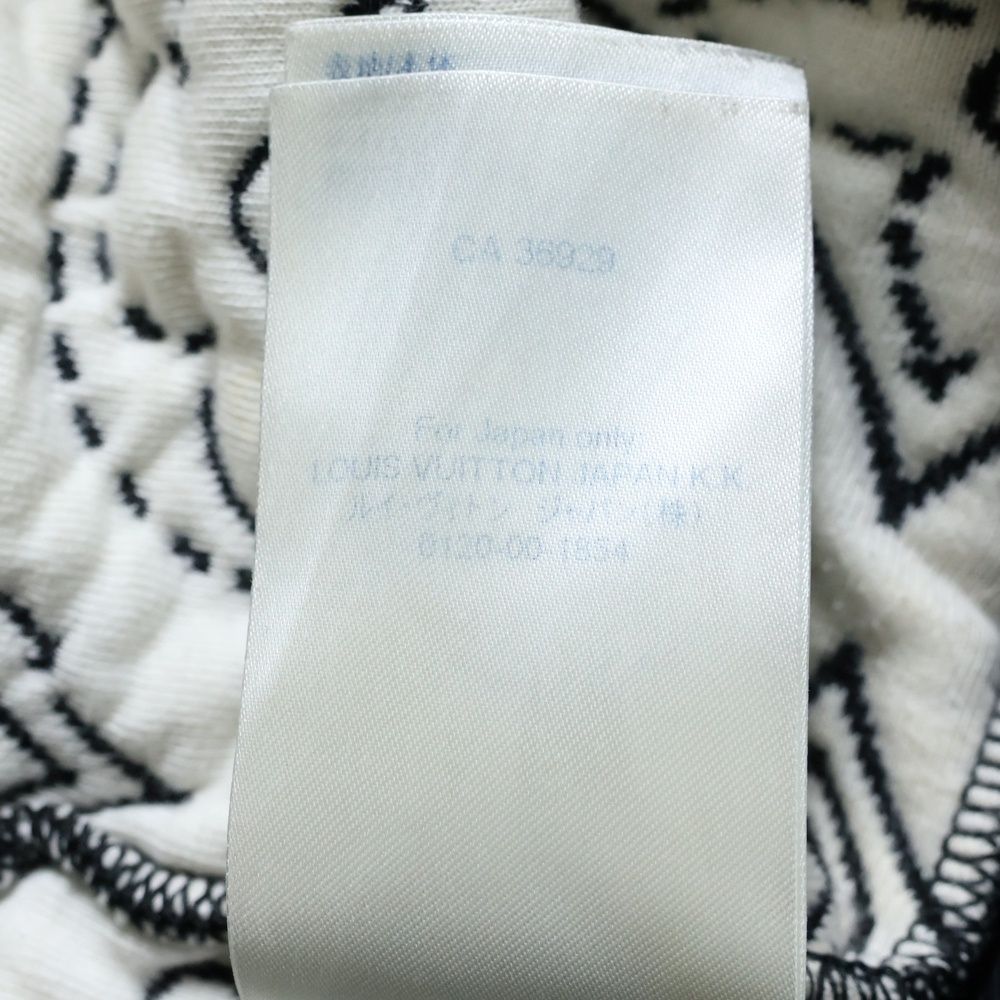 CA 36929
For Japan only:
LOUIS VUITTON JAPAN K.K
ルイ・ヴィトン ジャパン（株）
0120-00-1854